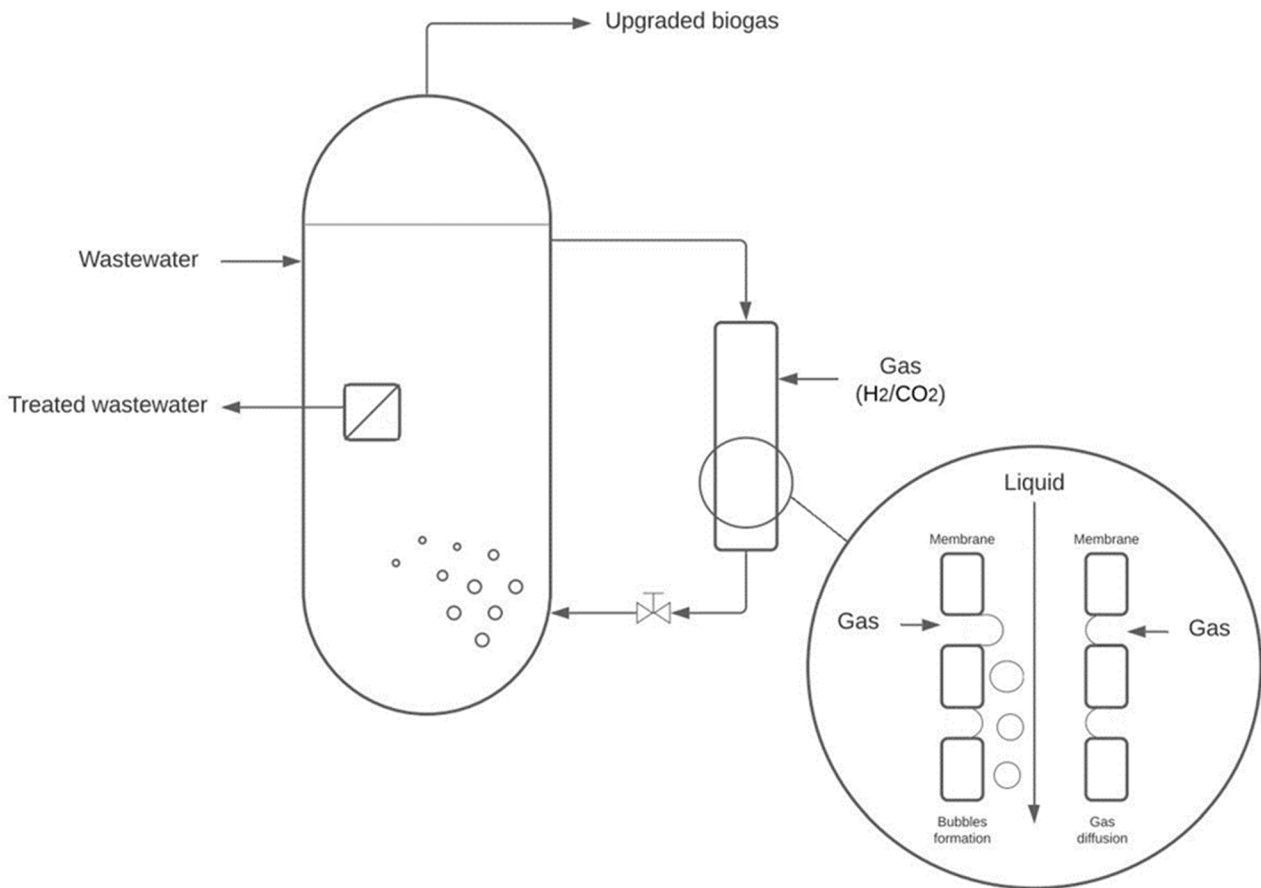 Upgraded biogas
Wastewater
Treated wastewater
Gas
(H2/CO2)
Liquid
Membrane
Membrane
Gas
Gas
Bubbles
formation
Gas
diffusion